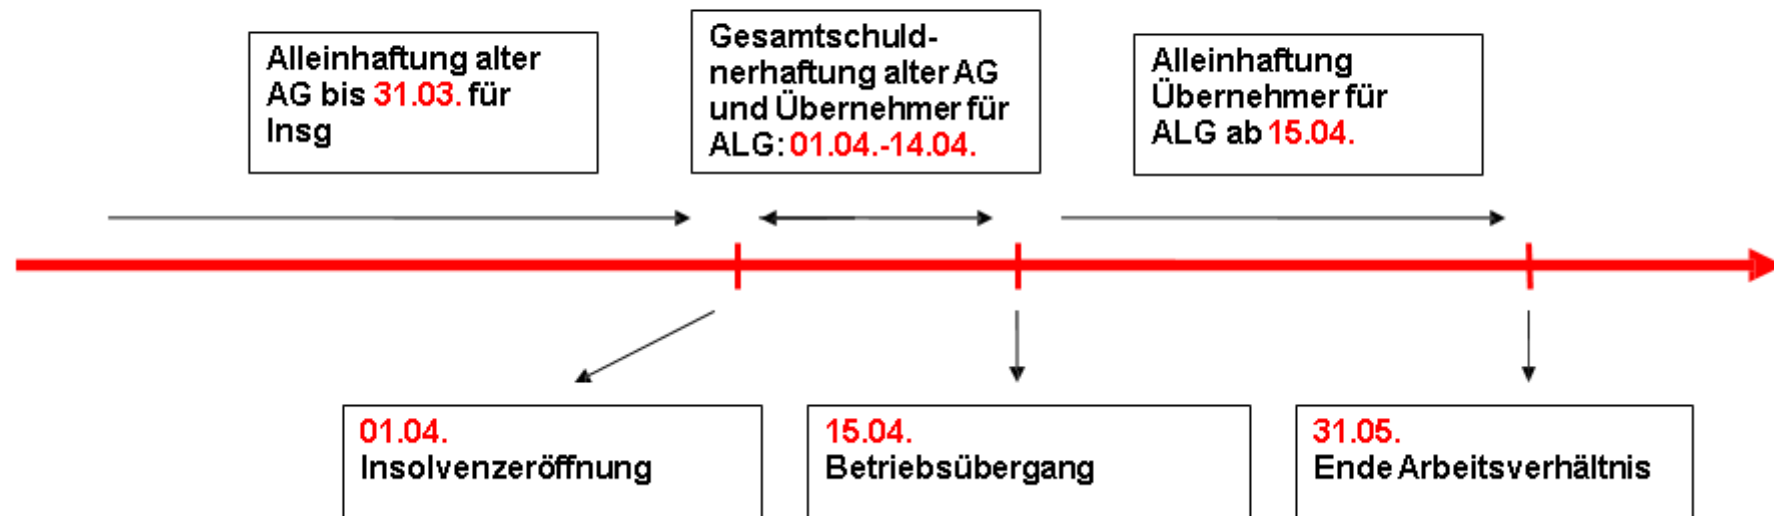 Alleinhaftung alter
AG bis 31.03. für
Insg
Gesamtschuld-
nerhaftung alter AG
und Übernehmer für
ALG: 01.04.-14.04.
Alleinhaftung
Übernehmer für
ALG ab 15.04.
01.04.
Insolvenzeröffnung
15.04.
Betriebsübergang
31.05.
Ende Arbeitsverhältnis